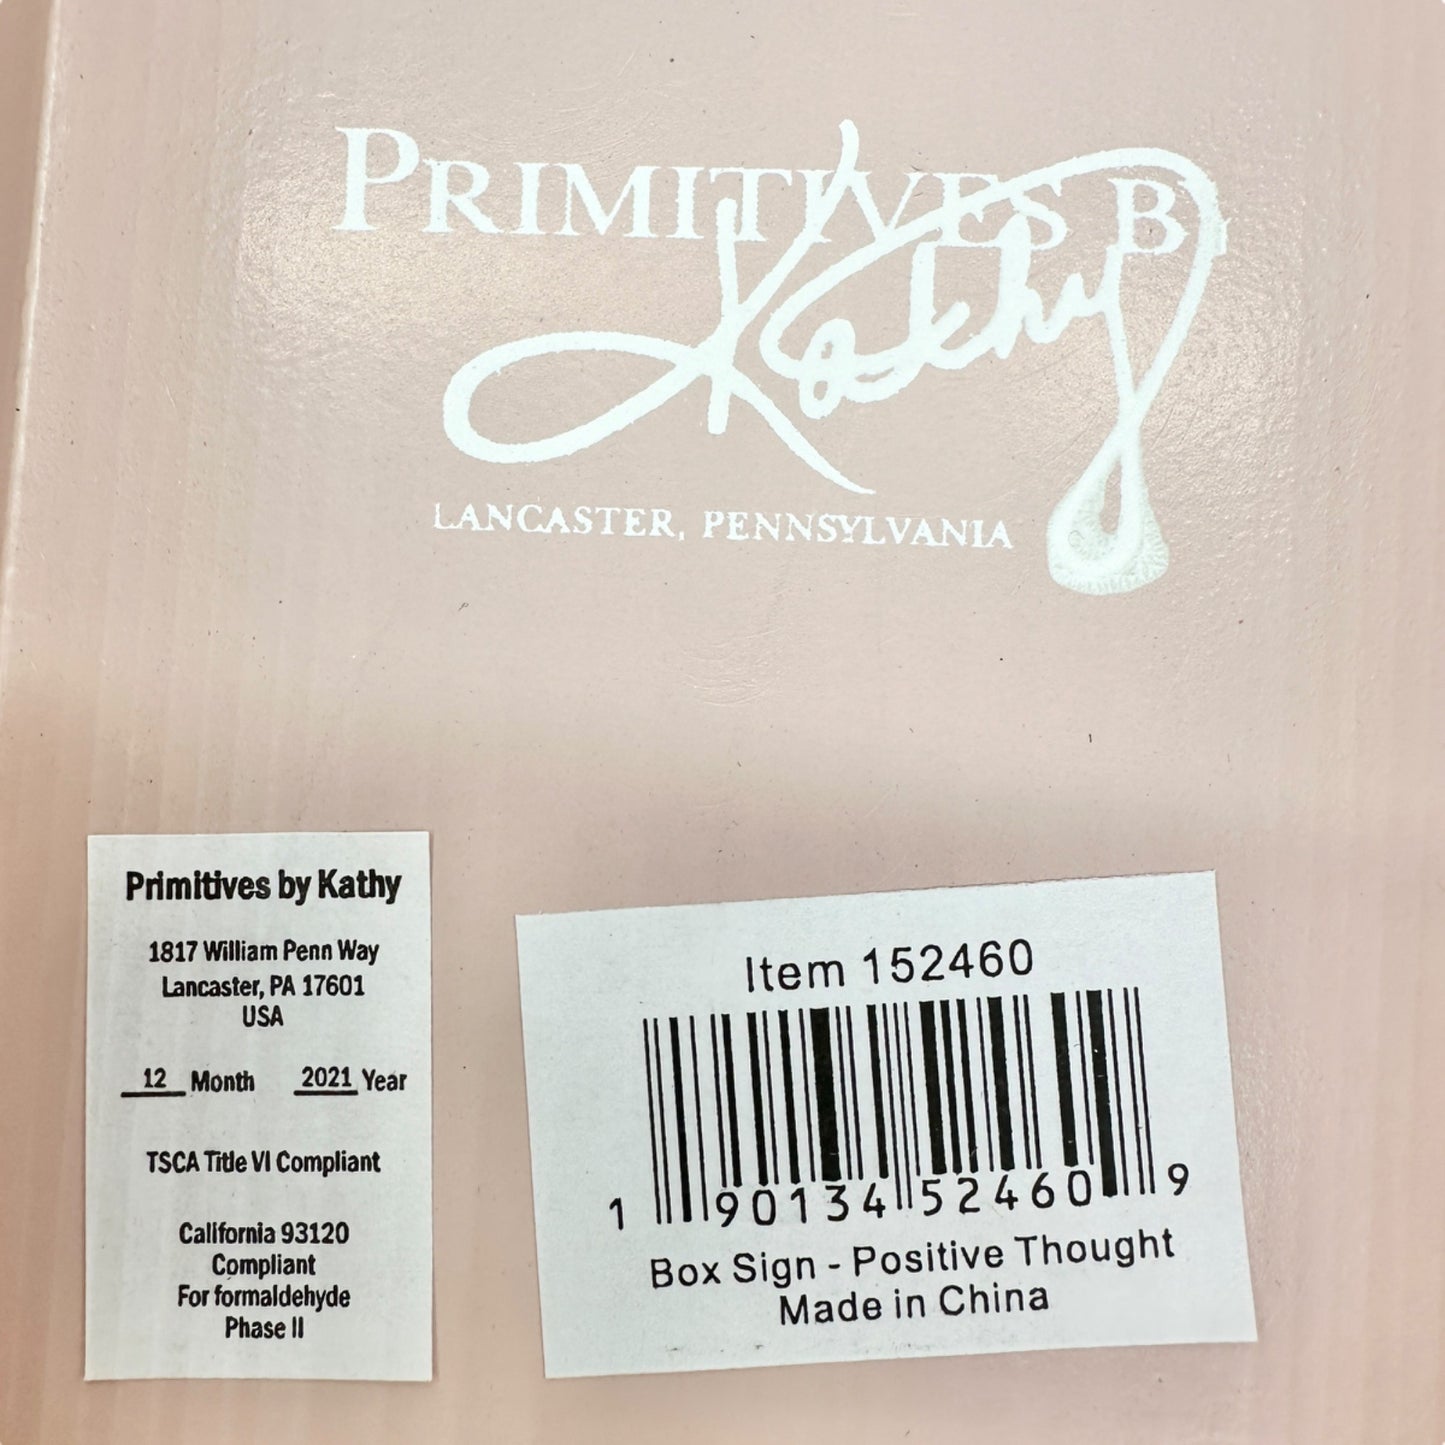 PRIMITIVES BY
Kathy
LANCASTER, PENNSYLVANIA
Primitives by Kathy
1817 William Penn Way
Lancaster, PA 17601
USA
12 Month 2021 Year
TSCA Title VI Compliant
California 93120
Compliant
For formaldehyde
Phase II
Item 152460
1 90134 52460 9
Box Sign - Positive Thought
Made in China